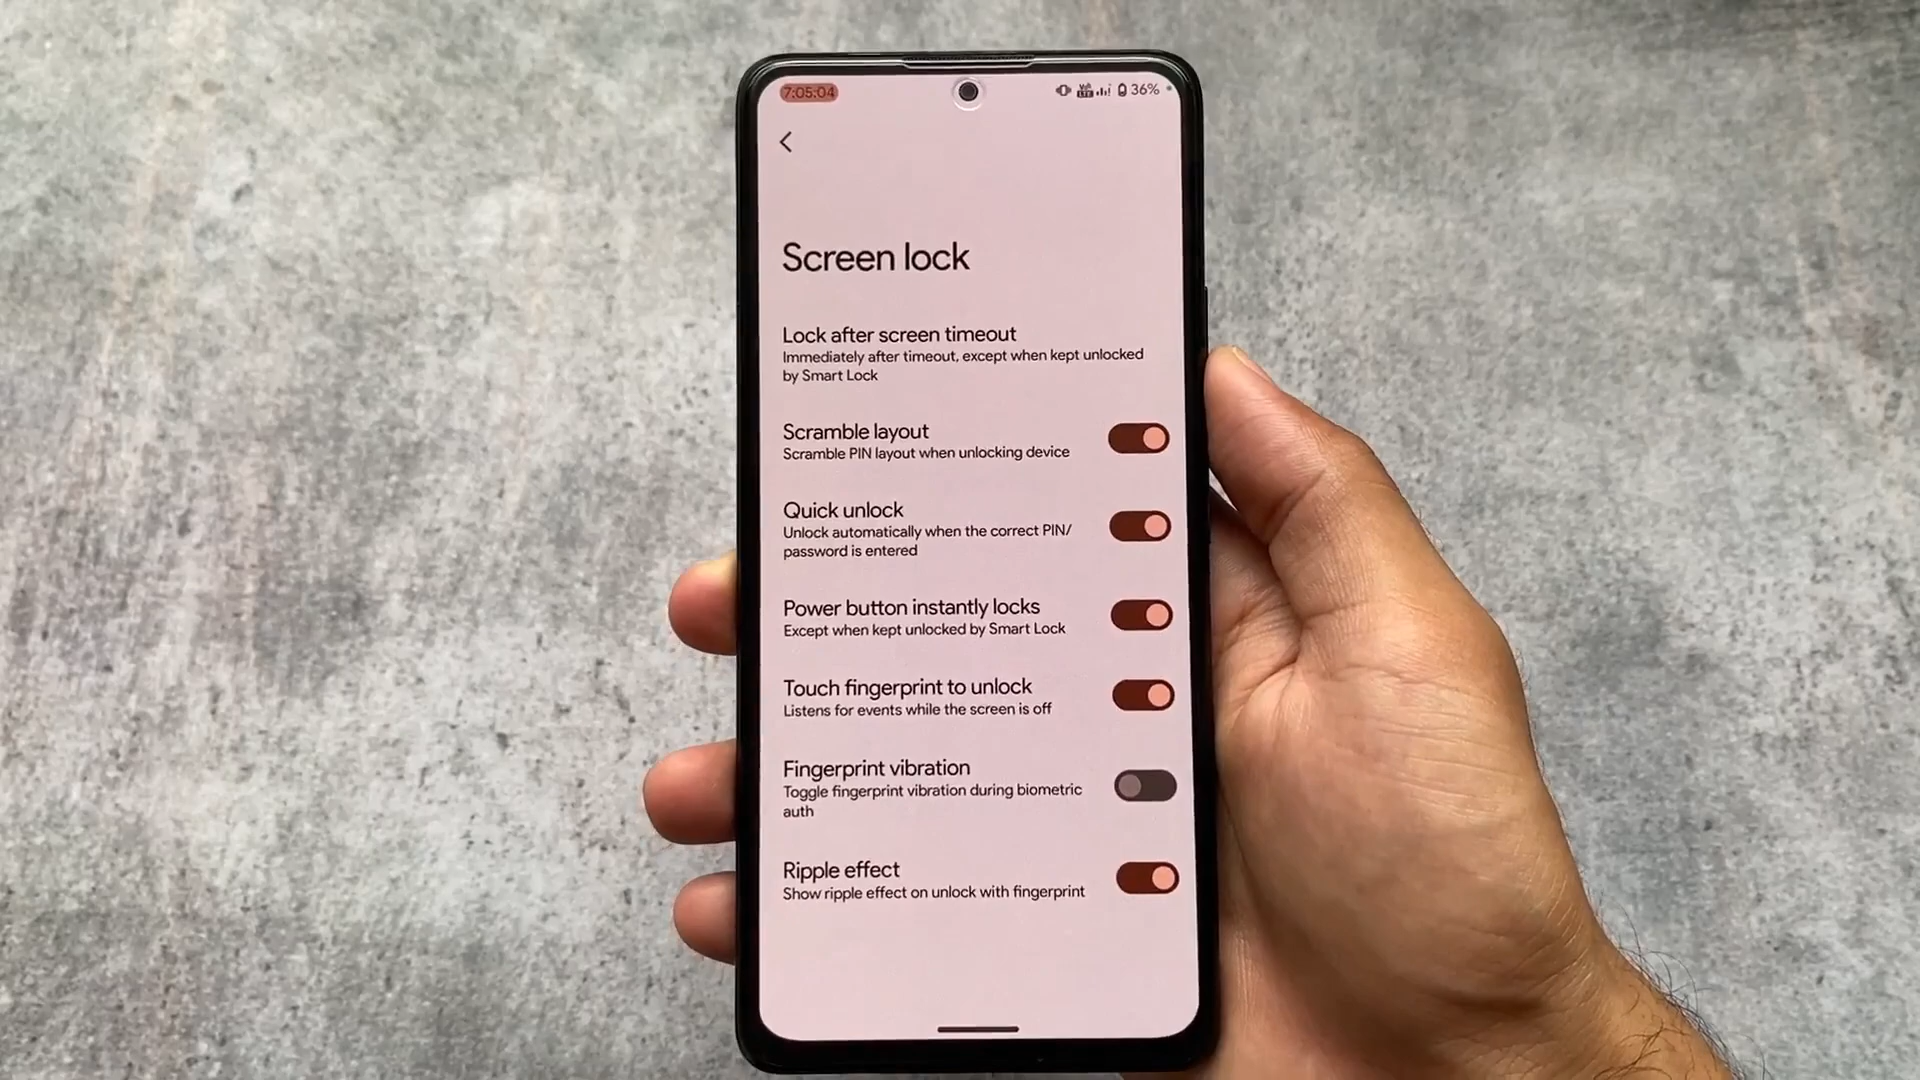 7:05:04
36%
Screen lock
Lock after screen timeout
Immediately after timeout, except when kept unlocked
by Smart Lock
Scramble layout
Scramble PIN layout when unlocking device
Quick unlock
Unlock automatically when the correct PIN/
password is entered
Power button instantly locks
Except when kept unlocked by Smart Lock
Touch fingerprint to unlock
Listens for events while the screen is off
Fingerprint vibration
Toggle fingerprint vibration during biometric
auth
Ripple effect
Show ripple effect on unlock with fingerprint